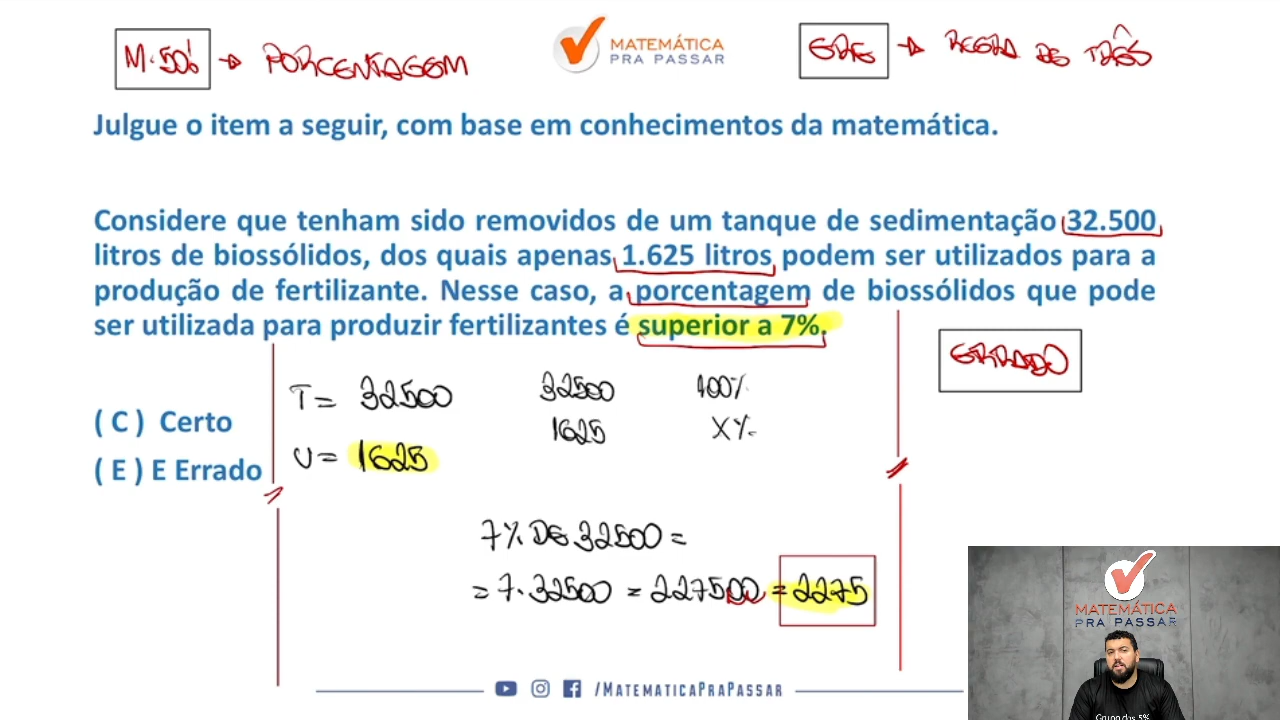 M.50i → PORCENTAGEM
MATEMÁTICA
PRA PASSAR
→ REGRA DE TRÊS
Julgue o item a seguir, com base em conhecimentos da matemática.
Considere que tenham sido removidos de um tanque de sedimentação 32.500
litros de biossólidos, dos quais apenas 1.625 litros podem ser utilizados para a
produção de fertilizante. Nesse caso, a porcentagem de biossólidos que pode
ser utilizada para produzir fertilizantes é superior a 7%.
ERRADO
( C ) Certo
( E ) E Errado
T = 32500
U = 1625
32500 100%
1625 X%
7% DE 32500 =
= 7.32500 = 227500 = 2275
/MatematicaPraPassar
MATEMÁTICA
PRA PASSAR
Grupo dos 5%